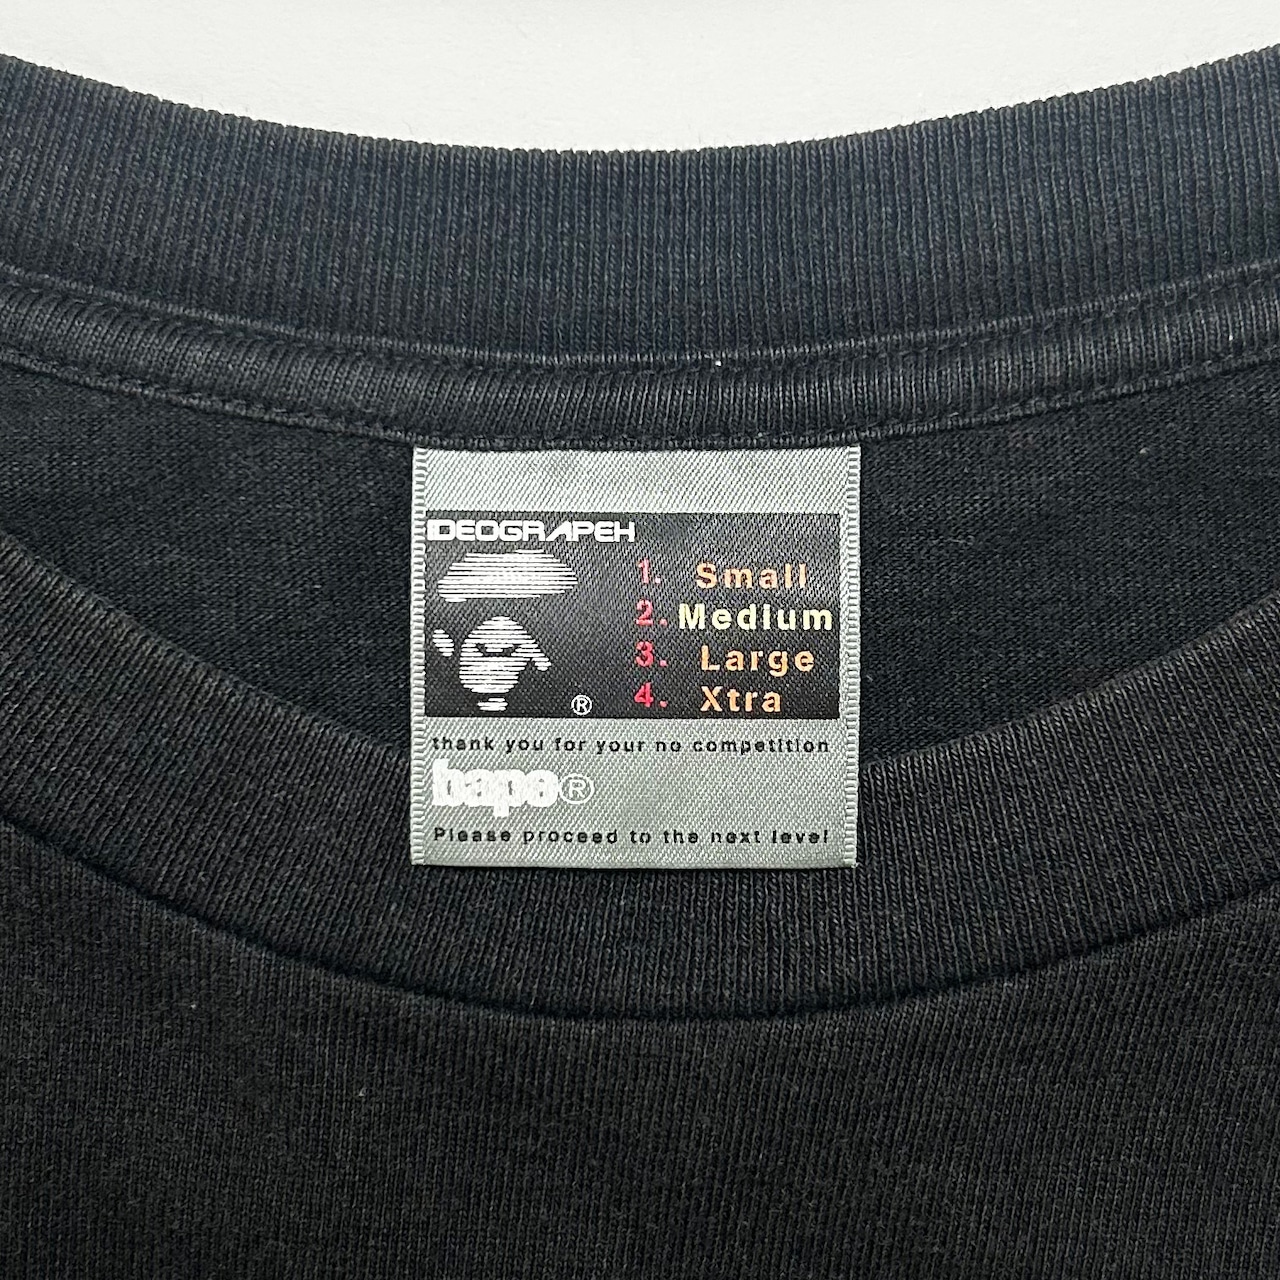 IDEOGRAPEH
1. Small
2. Medium
3. Large
4. Xtra
®
thank you for your no competition
bape®
Please proceed to the next level